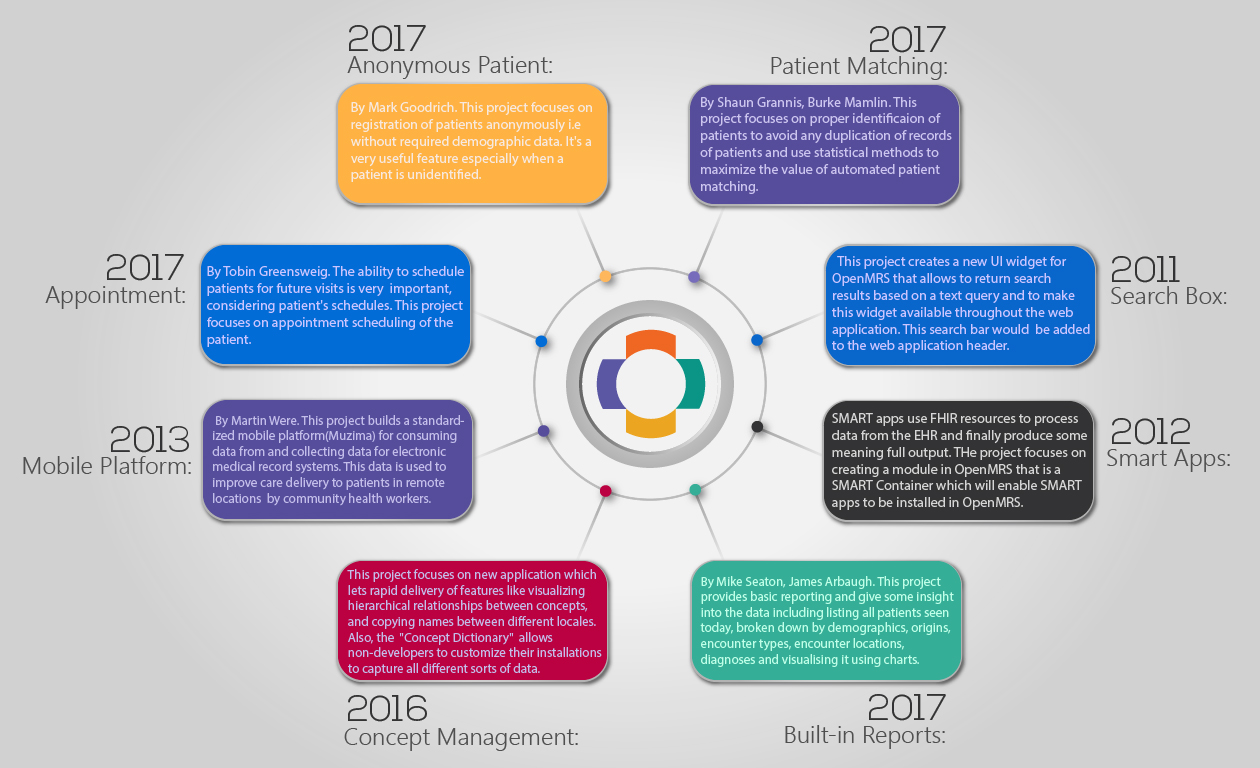 2017
Anonymous Patient:
By Mark Goodrich. This project focuses on
registration of patients anonymously i.e
without required demographic data. It's a
very useful feature especially when a
patient is unidentified.
2017
Patient Matching:
By Shaun Grannis, Burke Mamlin. This
project focuses on proper identificaion of
patients to avoid any duplication of records
of patients and use statistical methods to
maximize the value of automated patient
matching.
2017
Appointment:
By Tobin Greensweig. The ability to schedule
patients for future visits is very important,
considering patient's schedules. This project
focuses on appointment scheduling of the
patient.
This project creates a new UI widget for
OpenMRS that allows to return search
results based on a text query and to make
this widget available throughout the web
application. This search bar would be added
to the web application header.
2011
Search Box:
2013
Mobile Platform:
By Martin Were. This project builds a standard-
ized mobile platform(Muzima) for consuming
data from and collecting data for electronic
medical record systems. This data is used to
improve care delivery to patients in remote
locations by community health workers.
SMART apps use FHIR resources to process
data from the EHR and finally produce some
meaning full output. THe project focuses on
creating a module in OpenMRS that is a
SMART Container which will enable SMART
apps to be installed in OpenMRS.
2012
Smart Apps:
This project focuses on new application which
lets rapid delivery of features like visualizing
hierarchical relationships between concepts,
and copying names between different locales.
Also, the "Concept Dictionary" allows
non-developers to customize their installations
to capture all different sorts of data.
2016
Concept Management:
By Mike Seaton, James Arbaugh. This project
provides basic reporting and give some insight
into the data including listing all patients seen
today, broken down by demographics, origins,
encounter types, encounter locations,
diagnoses and visualising it using charts.
2017
Built-in Reports: